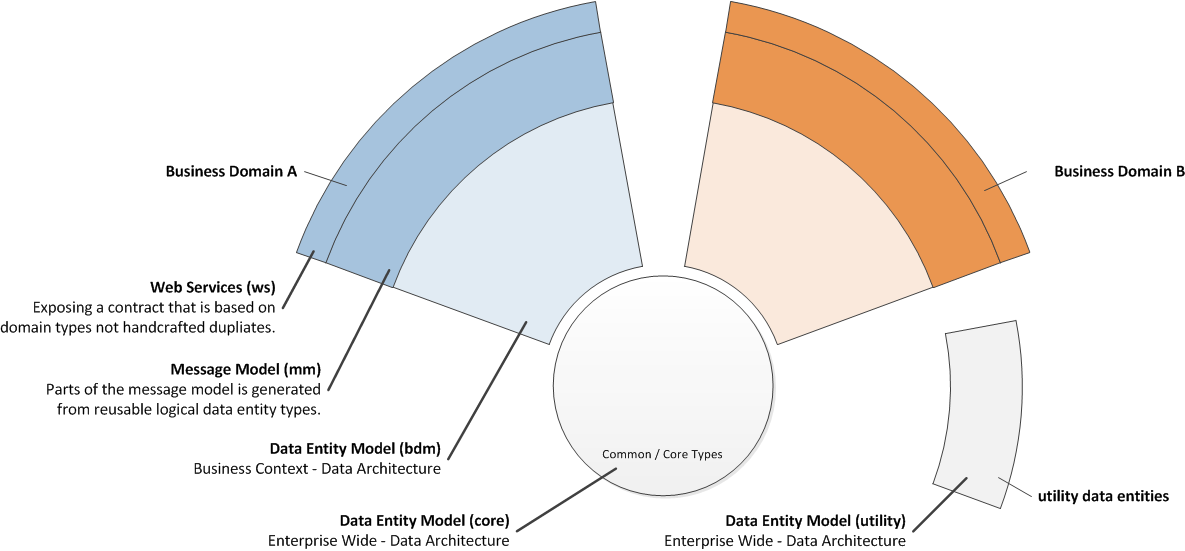 Business Domain A
Business Domain B
Web Services (ws)
Exposing a contract that is based on
domain types not handcrafted dupliates.
Message Model (mm)
Parts of the message model is generated
from reusable logical data entity types.
Data Entity Model (bdm)
Business Context - Data Architecture
Common / Core Types
utility data entities
Data Entity Model (core)
Enterprise Wide - Data Architecture
Data Entity Model (utility)
Enterprise Wide - Data Architecture